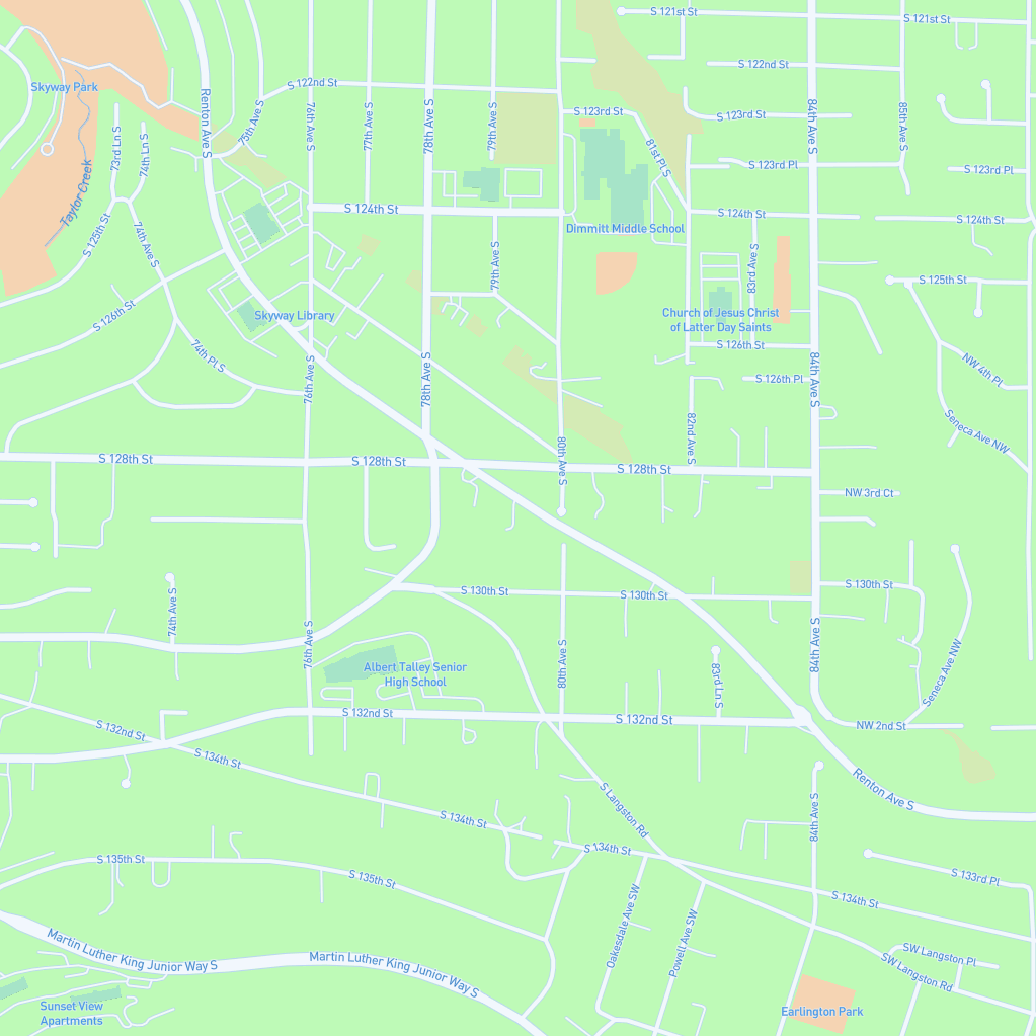 S 121st St
S 121st St
S 122nd St
S 122nd St
Skyway Park
Renton Ave S
75th Ave S
76th Ave S
77th Ave S
78th Ave S
79th Ave S
S 123rd St
S 123rd St
84th Ave S
85th Ave S
73rd Ln S
74th Ln S
81st Pl S
S 123rd Pl
S 123rd Pl
Taylor Creek
S 124th St
S 124th St
S 124th St
S 125th St
74th Ave S
Dimmitt Middle School
79th Ave S
83rd Ave S
S 125th St
S 126th St
Skyway Library
Church of Jesus Christ
of Latter Day Saints
74th Pl S
S 126th St
76th Ave S
78th Ave S
84th Ave S
NW 4th Pl
S 126th Pl
82nd Ave S
Seneca Ave NW
S 128th St
S 128th St
80th Ave S
S 128th St
NW 3rd Ct
74th Ave S
S 130th St
S 130th St
S 130th St
76th Ave S
Albert Talley Senior
High School
80th Ave S
84th Ave S
83rd Ln S
Seneca Ave NW
S 132nd St
S 132nd St
S 132nd St
NW 2nd St
S 134th St
S Langston Rd
Renton Ave S
84th Ave S
S 134th St
S 134th St
S 135th St
S 135th St
S 133rd Pl
S 134th St
Oakesdale Ave SW
Powell Ave SW
Martin Luther King Junior Way S
Martin Luther King Junior Way S
SW Langston Pl
SW Langston Rd
Sunset View
Apartments
Earlington Park